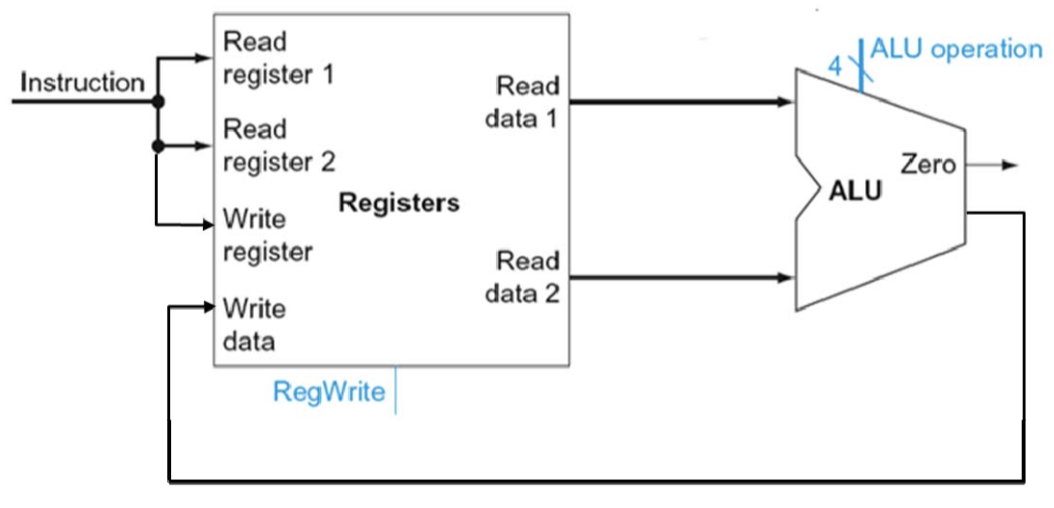 Instruction
Read
register 1
Read
register 2
Write
register
Write
data
Registers
Read
data 1
Read
data 2
RegWrite
4
ALU operation
Zero
ALU